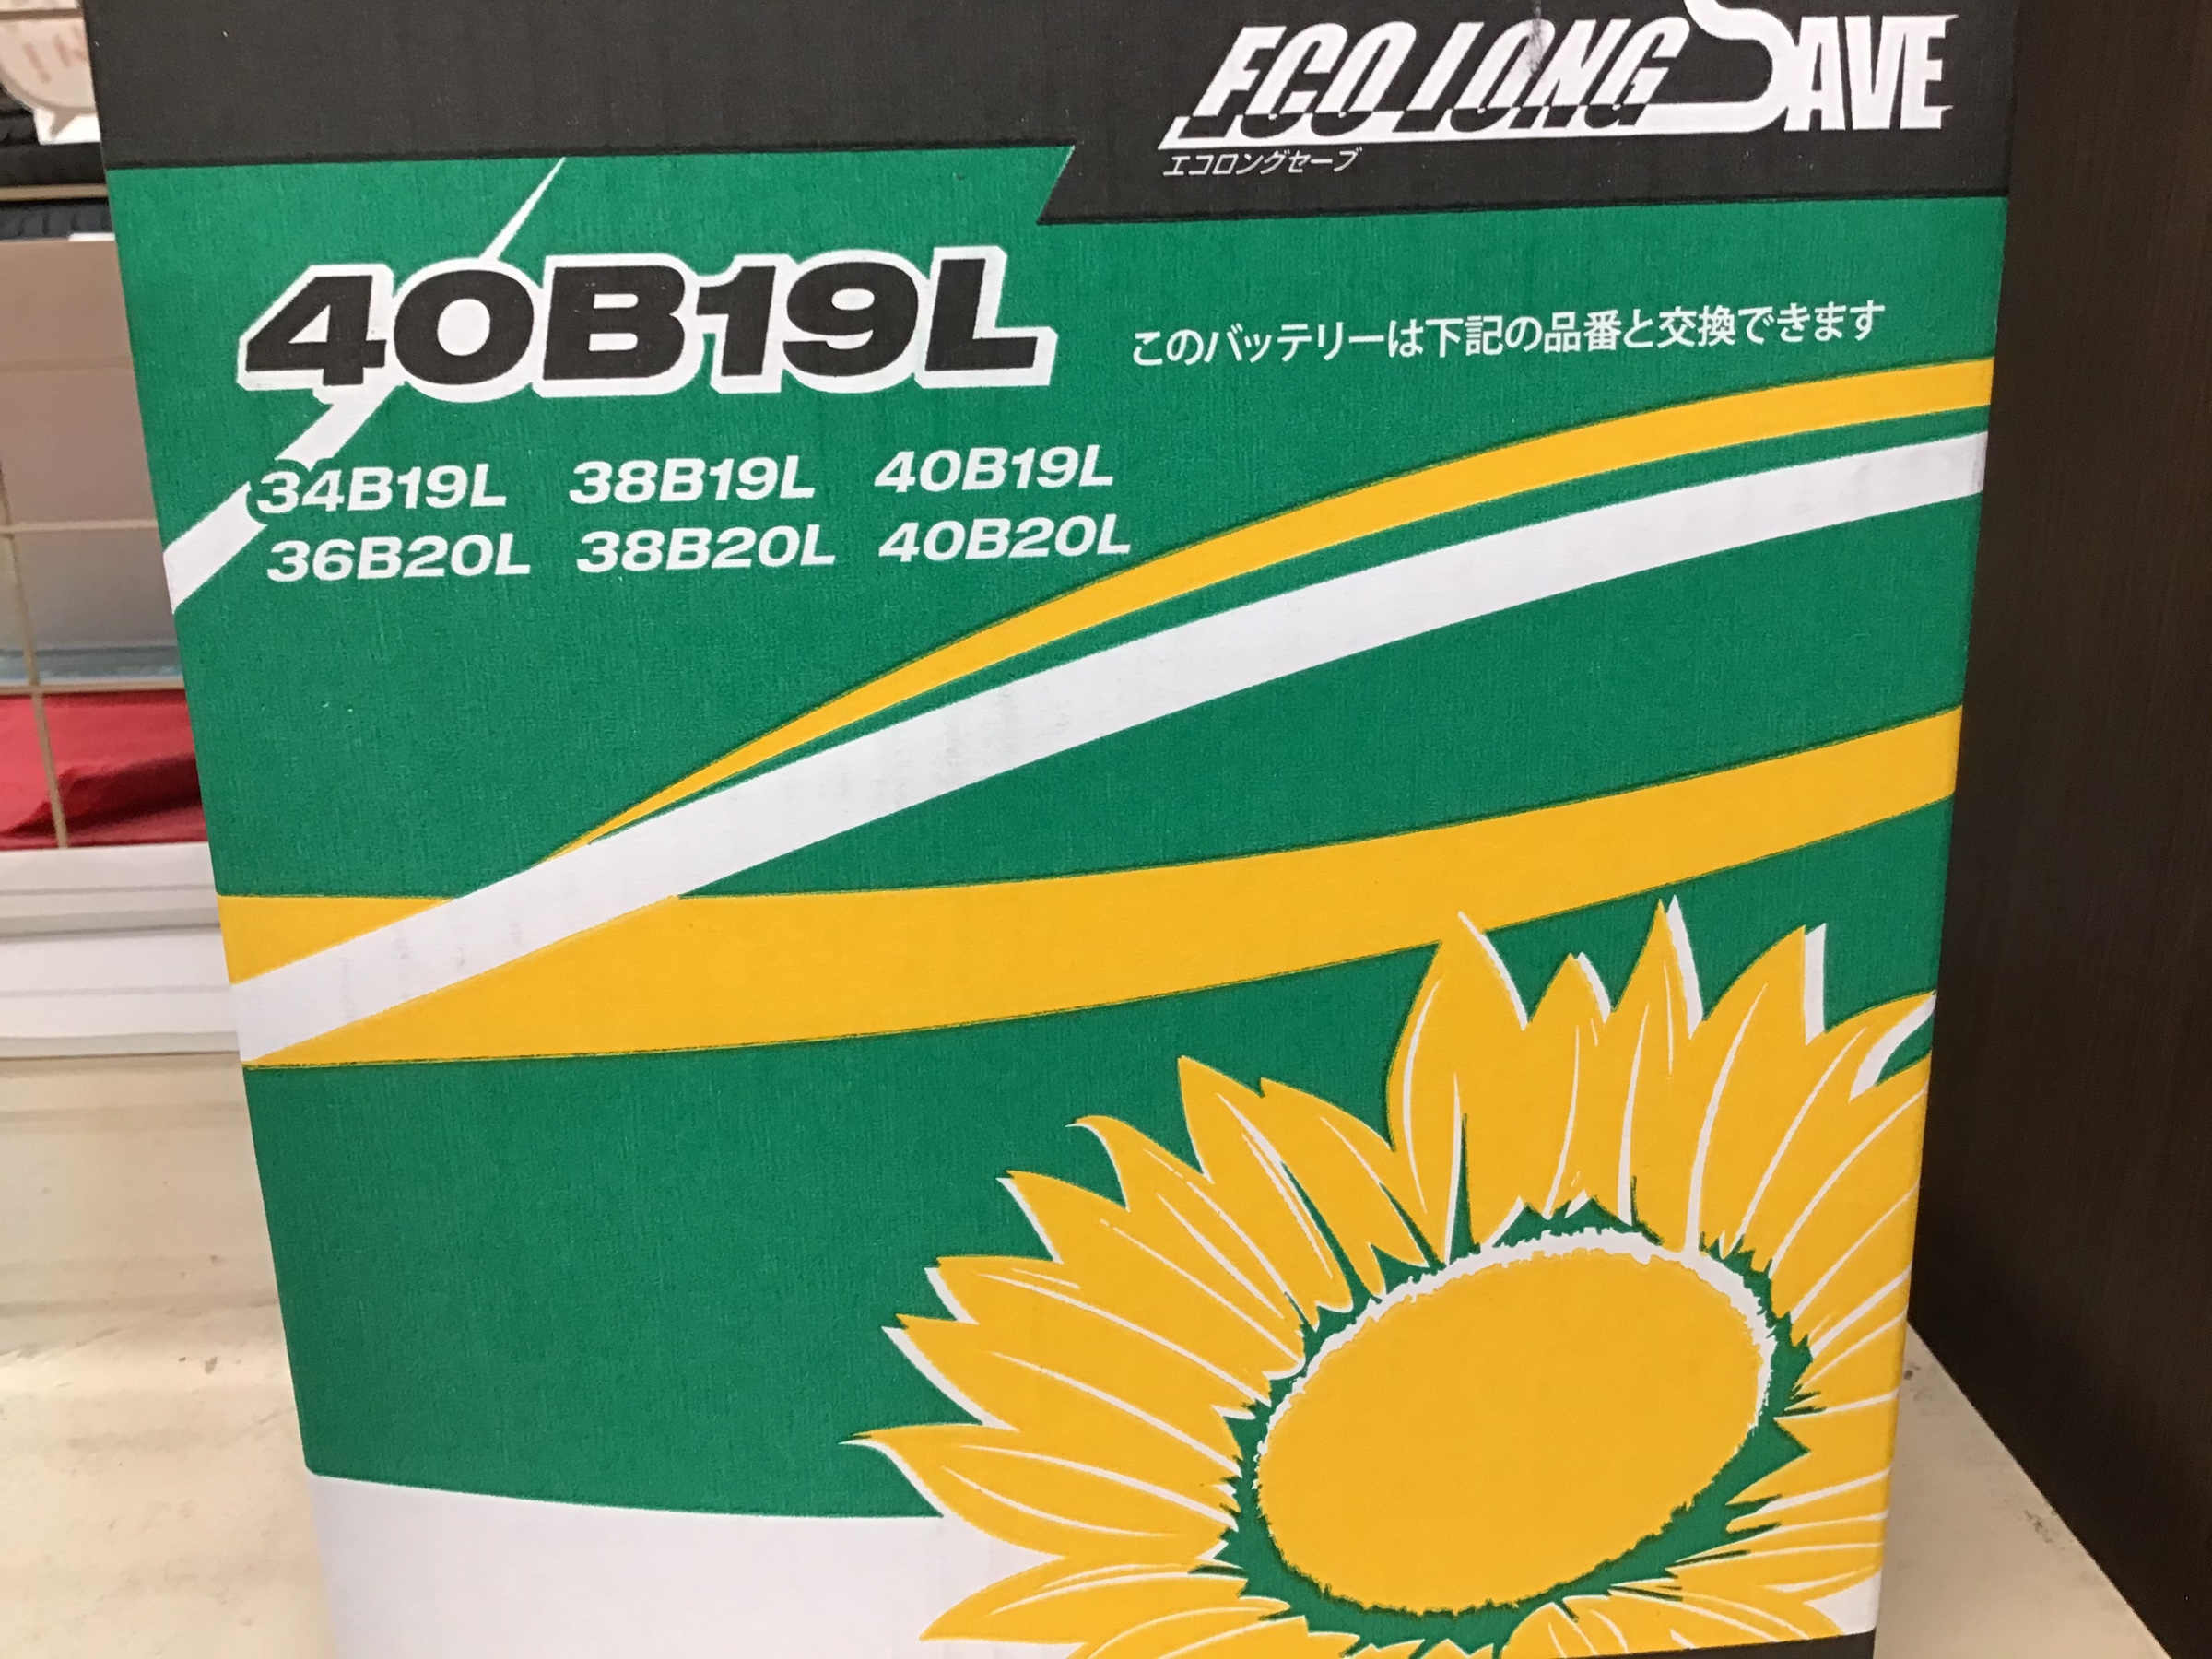 ECO LONG SAVE
エコロングセーブ
40B19L
このバッテリーは下記の品番と交換できます
34B19L 38B19L 40B19L
36B20L 38B20L 40B20L